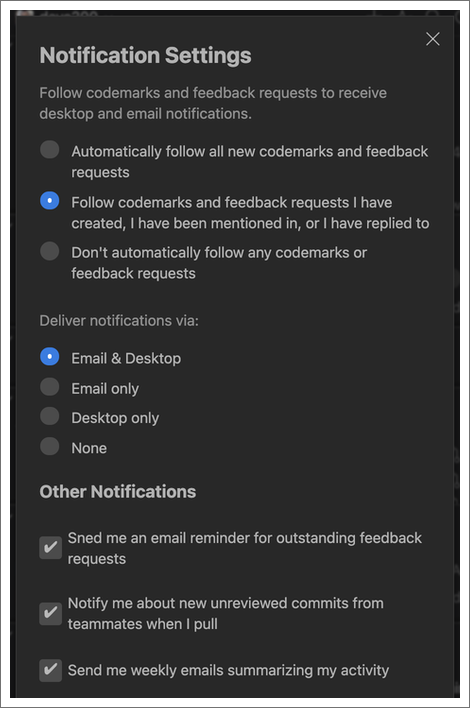 Notification Settings
Follow codemarks and feedback requests to receive
desktop and email notifications.
Automatically follow all new codemarks and feedback
requests
Follow codemarks and feedback requests I have
created, I have been mentioned in, or I have replied to
Don't automatically follow any codemarks or
feedback requests
Deliver notifications via:
Email & Desktop
Email only
Desktop only
None
Other Notifications
Sned me an email reminder for outstanding feedback
requests
Notify me about new unreviewed commits from
teammates when I pull
Send me weekly emails summarizing my activity